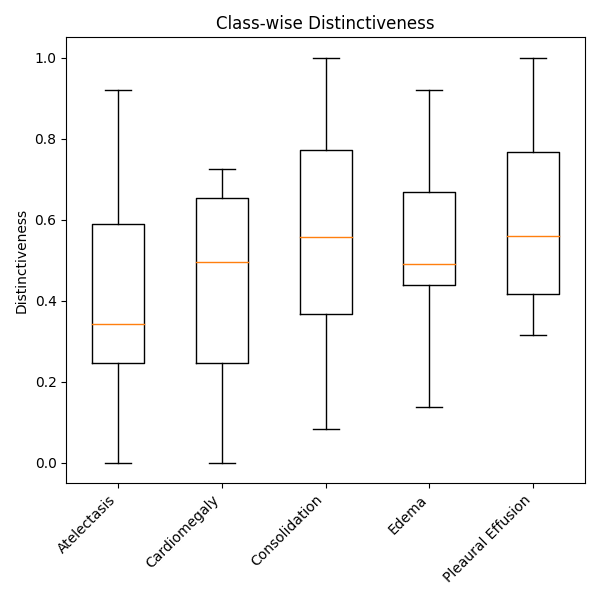 Class-wise Distinctiveness
1.0
0.8
0.6
0.4
0.2
0.0
Distinctiveness
Atelectasis
Cardiomegaly
Consolidation
Edema
Pleaural Effusion